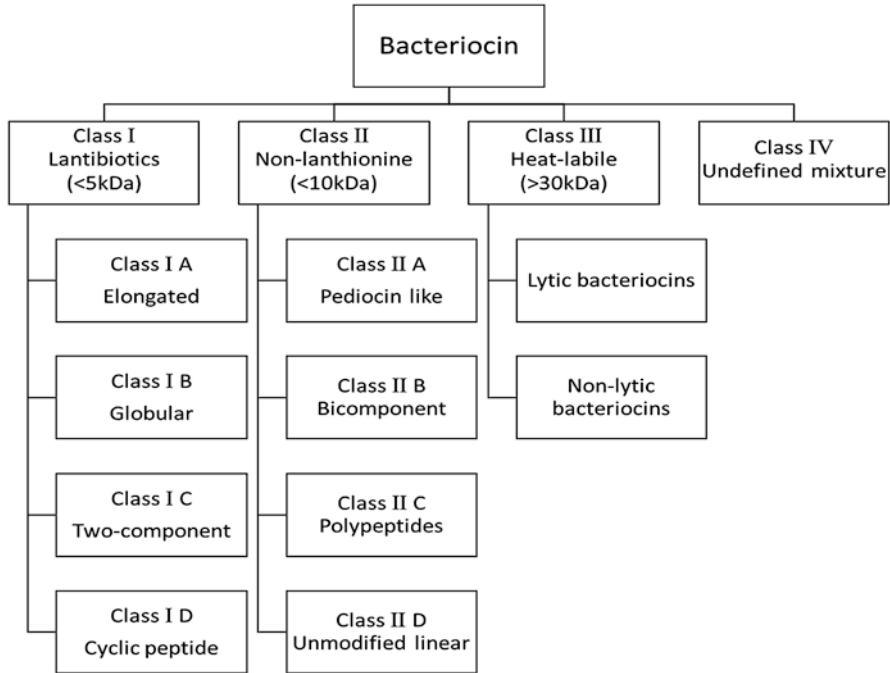 Bacteriocin
Class I
Lantibiotics
(<5kDa)
Class II
Non-lanthionine
(<10kDa)
Class III
Heat-labile
(>30kDa)
Class IV
Undefined mixture
Class I A
Elongated
Class I B
Globular
Class I C
Two-component
Class I D
Cyclic peptide
Class II A
Pediocin like
Class II B
Bicomponent
Class II C
Polypeptides
Class II D
Unmodified linear
Lytic bacteriocins
Non-lytic
bacteriocins